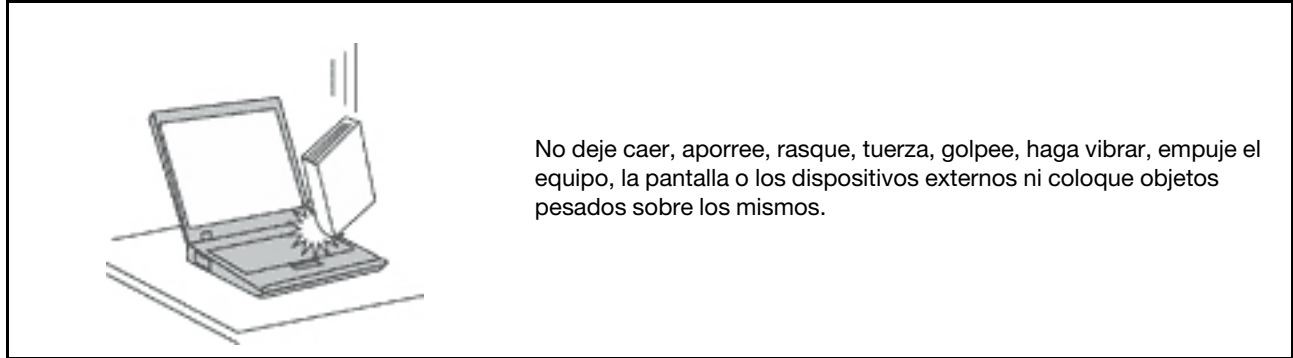 No deje caer, aporree, rasque, tuerza, golpee, haga vibrar, empuje el
equipo, la pantalla o los dispositivos externos ni coloque objetos
pesados sobre los mismos.